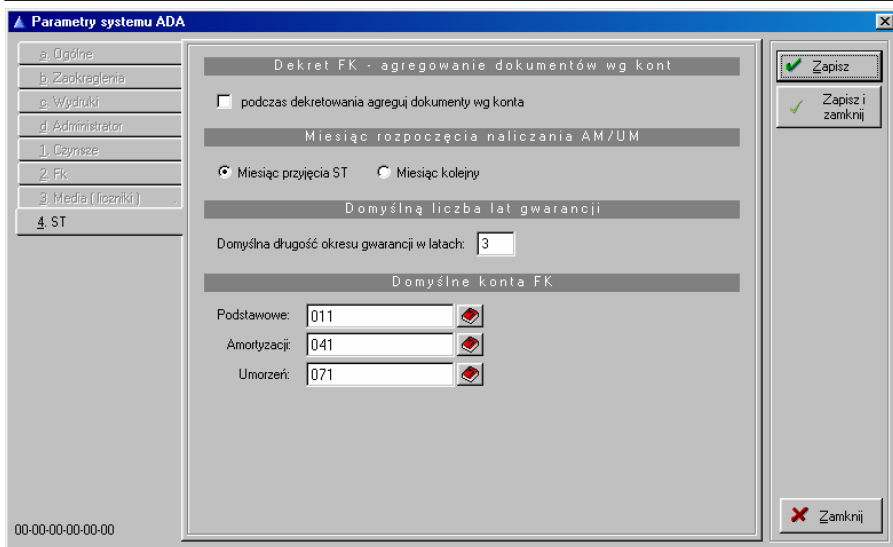 Parametry systemu ADA
a. Ogólne
b. Zaokrąglenia
c. Wydruki
d. Administrator
1. Czynsze
2. Fk
3. Media ( liczniki ) .
4. ST
00-00-00-00-00-00
Dekret FK - agregowanie dokumentów wg kont
podczas dekretowania agreguj dokumenty wg konta
Miesiąc rozpoczęcia naliczania AM/UM
Miesiąc przyjęcia ST Miesiąc kolejny
Domyślną liczba lat gwarancji
Domyślna długość okresu gwarancji w latach: 3
Domyślne konta FK
Podstawowe: 011
Amortyzacji: 041
Umorzeń: 071
Zapisz
Zapisz i
zamknij
Zamknij